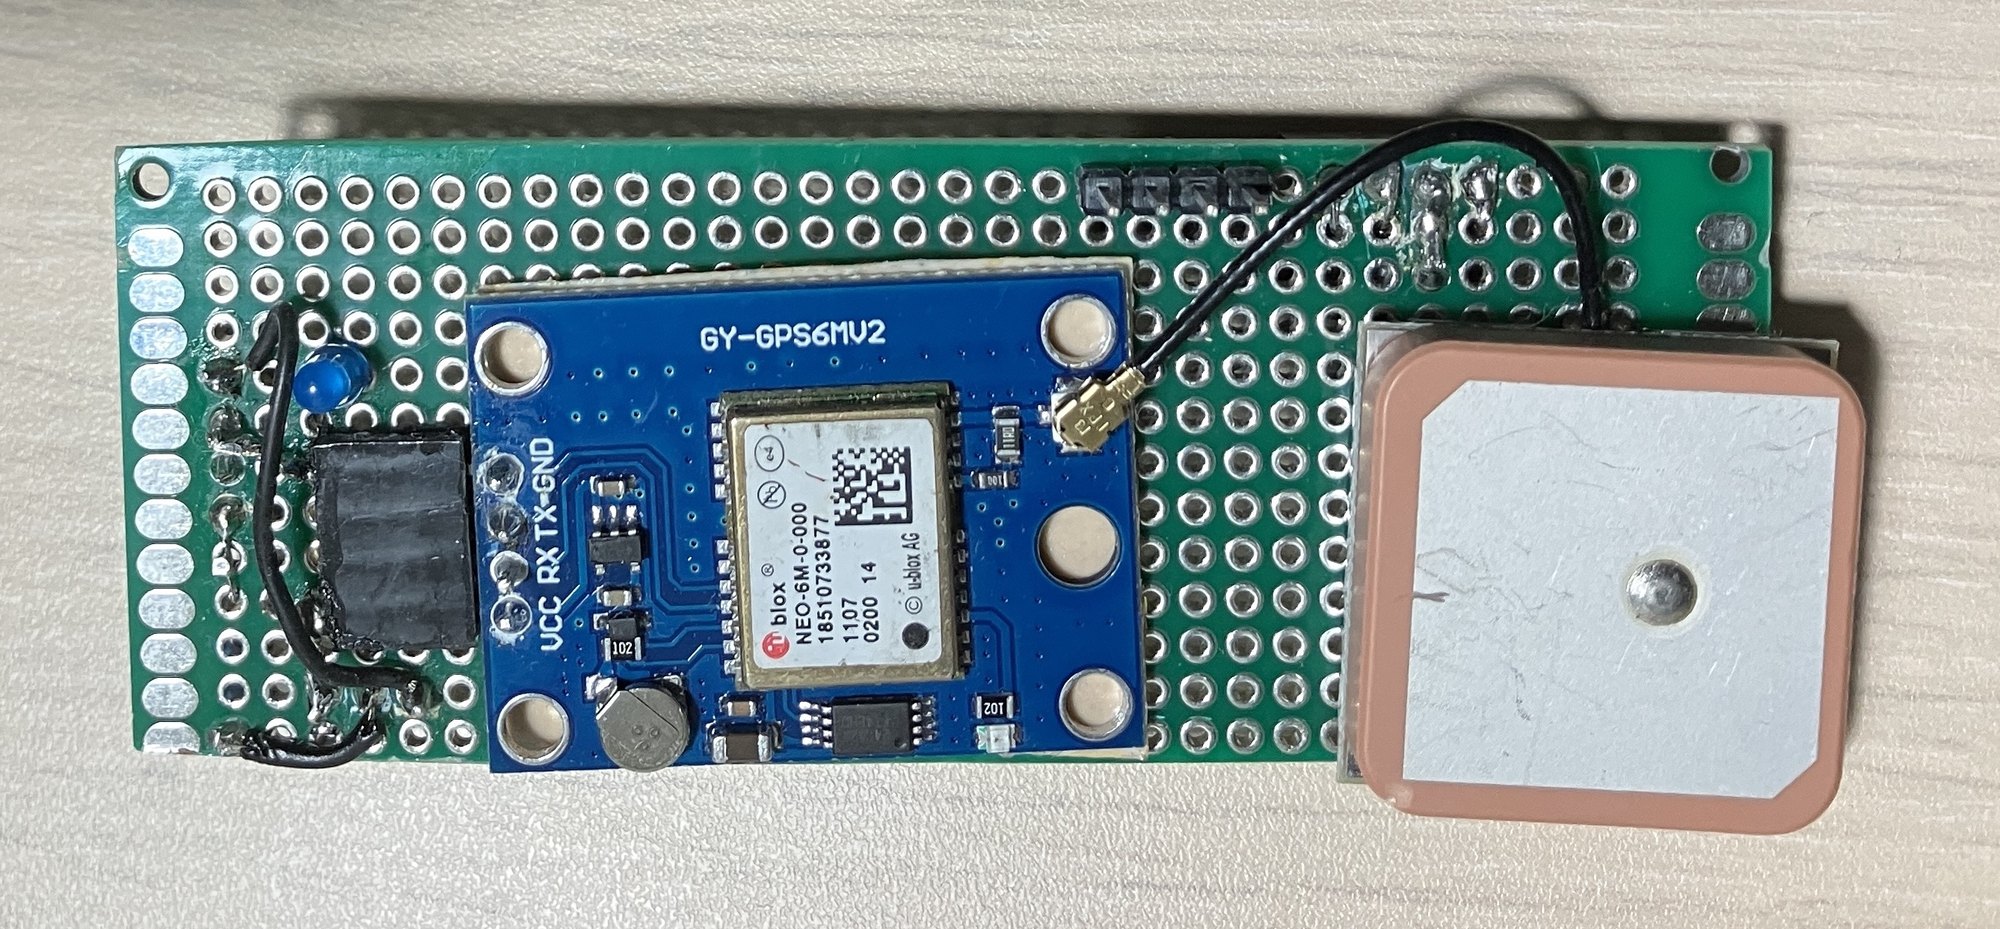 GY-GPS6MV2
VCC RX TX-GND
blox ®
NEO-6M-0-000
18510733877
1107
0200 14
© u-blox AG
102
102